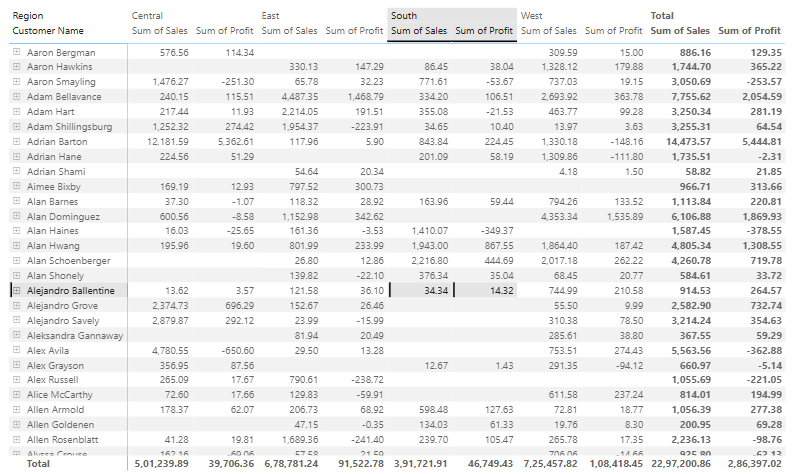 Region Central East South West Total
Customer Name Sum of Sales Sum of Profit Sum of Sales Sum of Profit Sum of Sales Sum of Profit Sum of Sales Sum of Profit Sum of Sales Sum of Profit
Aaron Bergman 576.56 114.34 309.59 15.00 886.16 129.35
Aaron Hawkins 330.13 147.29 86.45 38.04 1,328.12 179.88 1,744.70 365.22
Aaron Smayling 1,476.27 -251.30 65.78 32.23 771.61 -53.67 737.03 19.15 3,050.69 -253.57
Adam Bellavance 240.15 115.51 4,487.35 1,468.79 334.20 106.51 2,693.92 363.78 7,755.62 2,054.59
Adam Hart 217.44 11.93 2,214.05 191.51 355.08 -21.53 463.77 99.28 3,250.34 281.19
Adam Shillingsburg 1,252.32 274.42 1,954.37 -223.91 34.65 10.40 13.97 3.63 3,255.31 64.54
Adrian Barton 12,181.59 5,362.61 117.96 5.90 843.84 224.45 1,330.18 -148.16 14,473.57 5,444.81
Adrian Hane 224.56 51.29 201.09 58.19 1,309.86 -111.80 1,735.51 -2.31
Adrian Shami 54.64 20.34 4.18 1.50 58.82 21.85
Aimee Bixby 169.19 12.93 797.52 300.73 966.71 313.66
Alan Barnes 37.30 -1.07 118.32 28.92 163.96 59.44 794.26 133.52 1,113.84 220.81
Alan Dominguez 600.56 -8.58 1,152.98 342.62 4,353.34 1,535.89 6,106.88 1,869.93
Alan Haines 16.03 -25.65 161.36 -3.53 1,410.07 -349.37 1,587.45 -378.55
Alan Hwang 195.96 19.60 801.99 233.99 1,943.00 867.55 1,864.40 187.42 4,805.34 1,308.55
Alan Schoenberger 26.80 12.86 2,216.80 444.69 2,017.18 262.22 4,260.78 719.78
Alan Shonely 139.82 -22.10 376.34 35.04 68.45 20.77 584.61 33.72
Alejandro Ballentine 13.62 3.57 121.58 36.10 34.34 14.32 744.99 210.58 914.53 264.57
Alejandro Grove 2,374.73 696.29 152.67 26.46 55.50 9.99 2,582.90 732.74
Alejandro Savely 2,879.87 292.12 23.99 -15.99 310.38 78.50 3,214.24 354.63
Aleksandra Gannaway 81.94 20.49 285.61 38.80 367.55 59.29
Alex Avila 4,780.55 -650.60 29.50 13.28 753.51 274.43 5,563.56 -362.88
Alex Grayson 356.95 87.56 12.67 1.43 291.35 -94.12 660.97 -5.14
Alex Russell 265.09 17.67 790.61 -238.72 1,055.69 -221.05
Alice McCarthy 72.60 17.66 129.83 -59.91 611.58 237.24 814.01 194.99
Allen Armold 178.37 62.07 206.73 68.92 598.48 127.63 72.81 18.77 1,056.39 277.38
Allen Goldenen 47.15 -0.35 134.03 61.33 19.76 8.30 200.95 69.28
Allen Rosenblatt 41.28 19.81 1,689.36 -241.40 239.70 105.47 265.78 17.35 2,236.13 -98.76
Alyssa Crouse 162.16 -69.06 57.58 21.59 706.06 -14.66 925.80 -62.13
Total 5,01,239.89 39,706.36 6,78,781.24 91,522.78 3,91,721.91 46,749.43 7,25,457.82 1,08,418.45 22,97,200.86 2,86,397.02